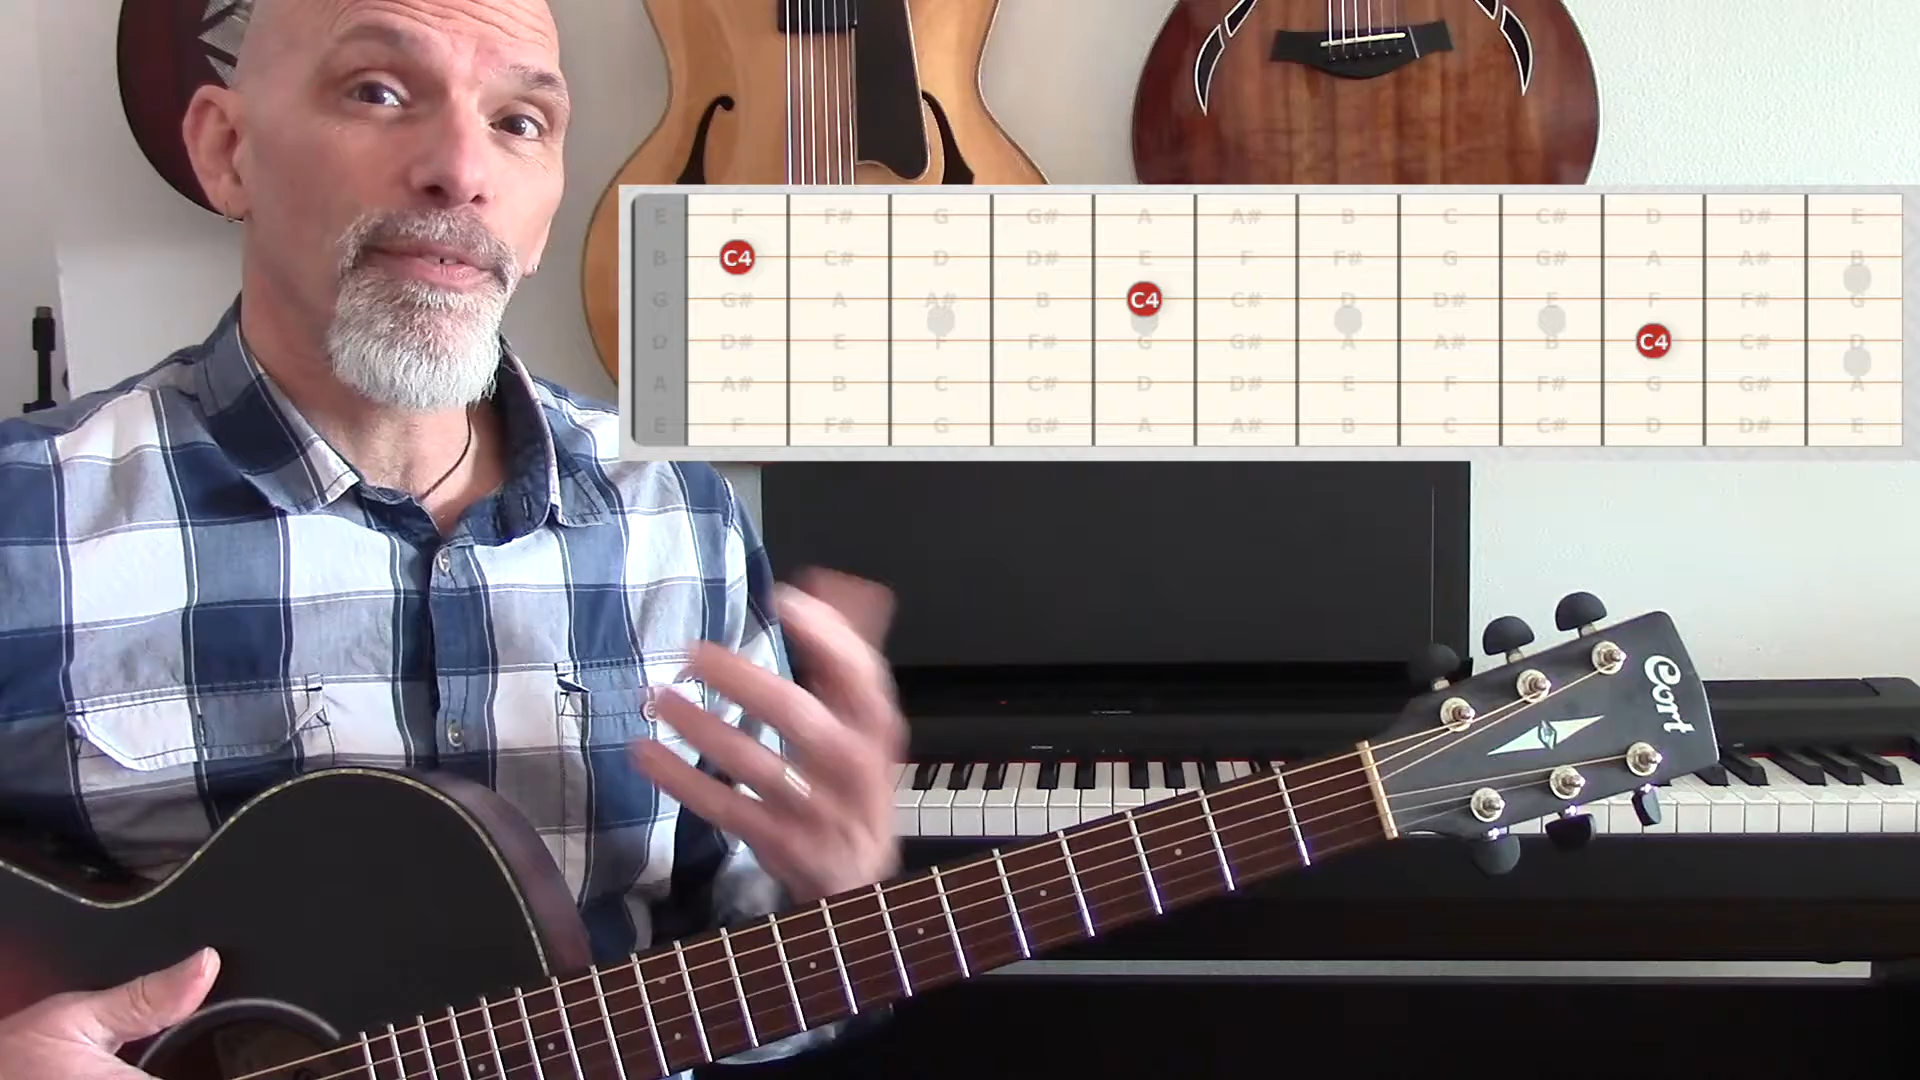 E F F# G G# A A# B C C# D D# E
B C4 C# D D# E F F# G G# A A# B
G G# A A# B C4 C# D D# E F F# G
D D# E F F# G G# A A# B C4 C# D
A A# B C C# D D# E F F# G G# A
E F F# G G# A A# B C C# D D# E
Cort